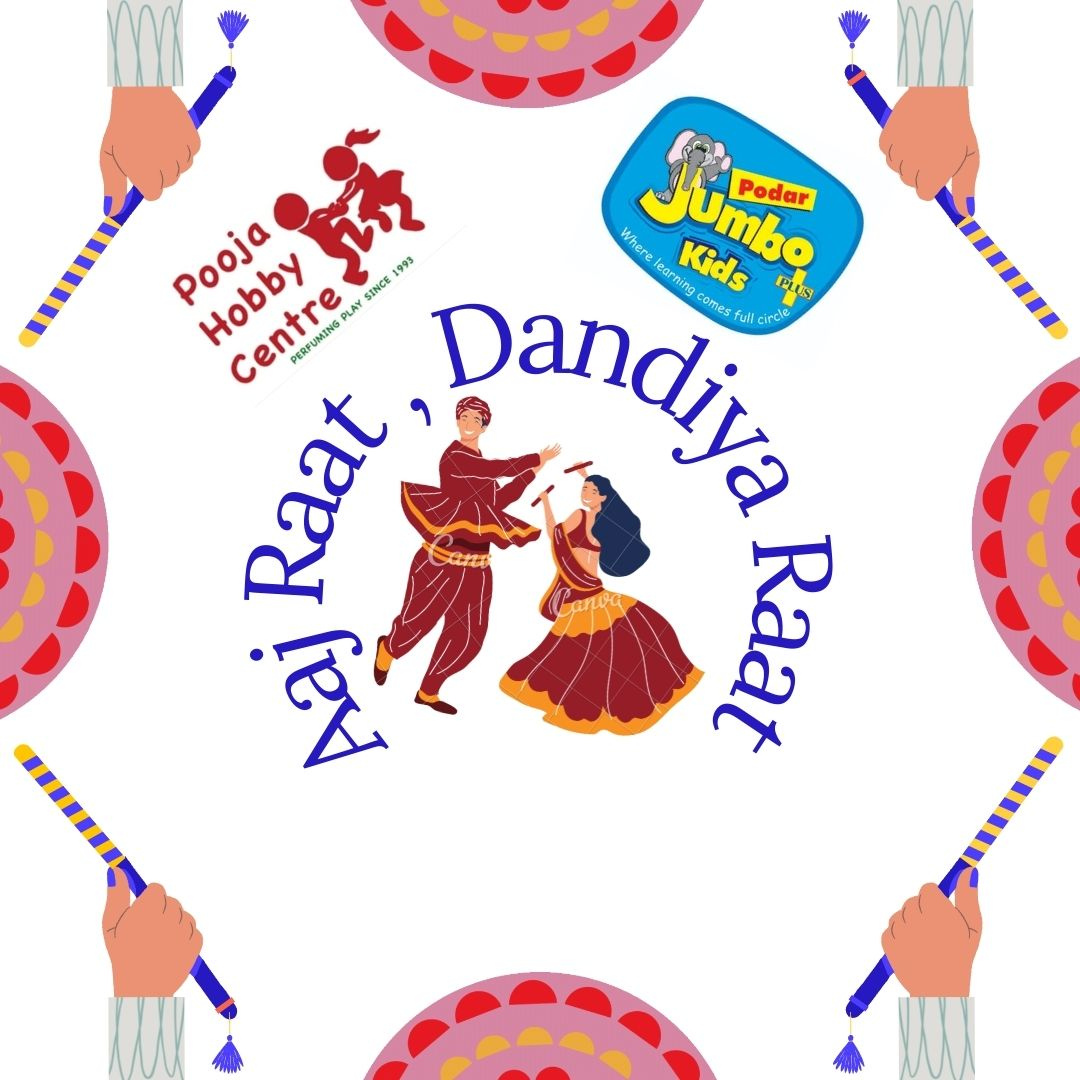 Pooja
Hobby
Centre
PERFUMING PLAY SINCE 1993
Podar
Jumbo
Kids
PLUS
Where learning comes full circle
Aaj Raat , Dandiya Raat
Canva
Canva